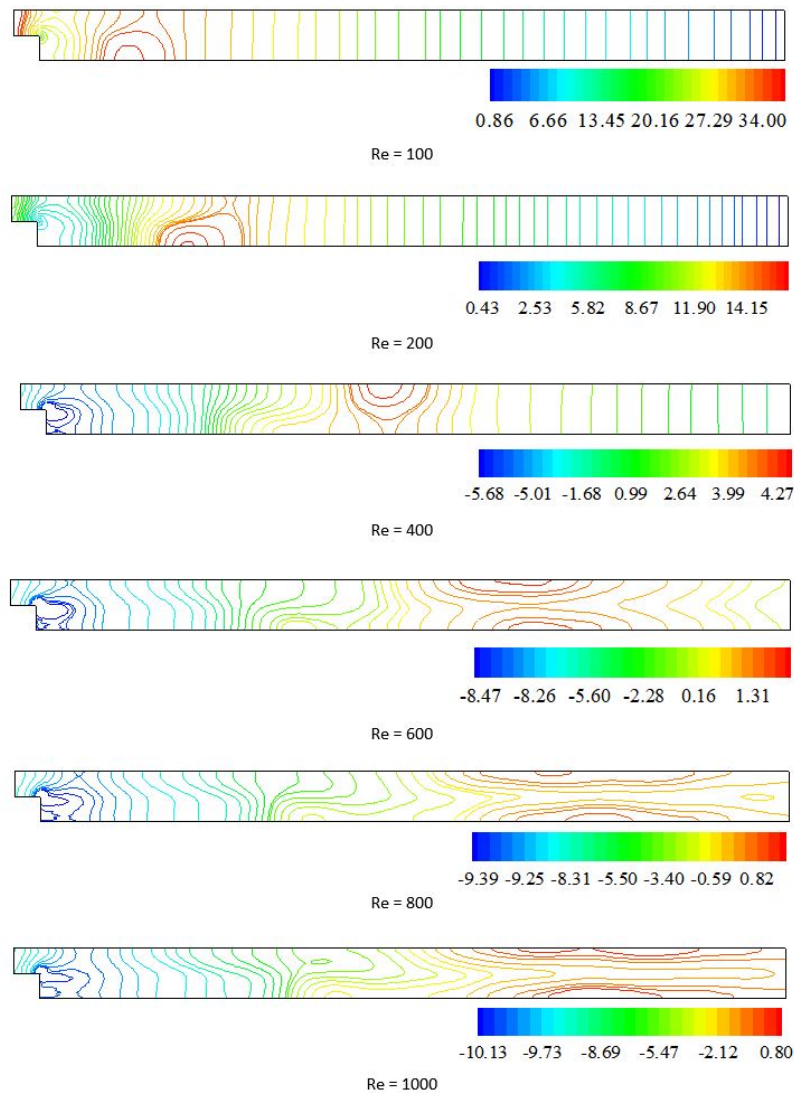 0.86 6.66 13.45 20.16 27.29 34.00
Re = 100
0.43 2.53 5.82 8.67 11.90 14.15
Re = 200
-5.68 -5.01 -1.68 0.99 2.64 3.99 4.27
Re = 400
-8.47 -8.26 -5.60 -2.28 0.16 1.31
Re = 600
-9.39 -9.25 -8.31 -5.50 -3.40 -0.59 0.82
Re = 800
-10.13 -9.73 -8.69 -5.47 -2.12 0.80
Re = 1000